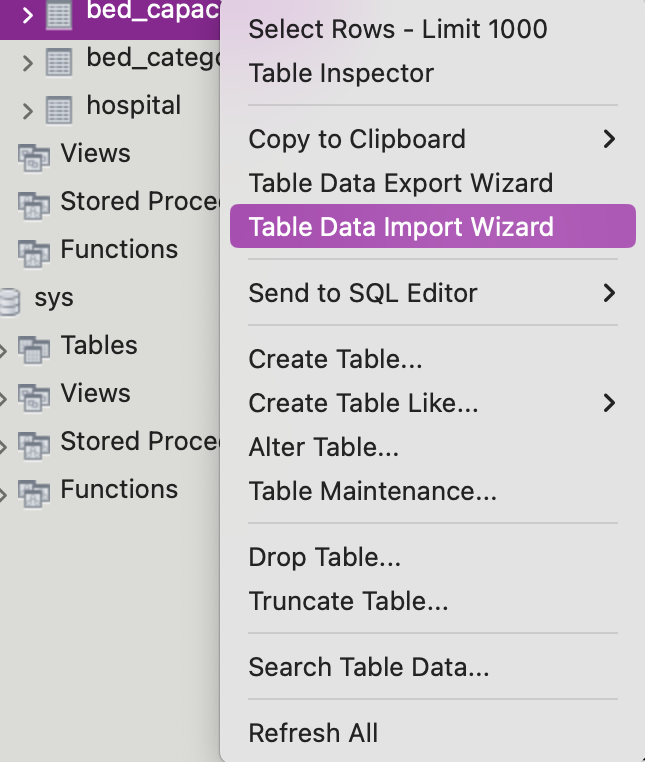 bed_capac
bed_catego
hospital
Views
Stored Proce
Functions
sys
Tables
Views
Stored Proce
Functions
Select Rows - Limit 1000
Table Inspector
Copy to Clipboard
Table Data Export Wizard
Table Data Import Wizard
Send to SQL Editor
Create Table...
Create Table Like...
Alter Table...
Table Maintenance...
Drop Table...
Truncate Table...
Search Table Data...
Refresh All